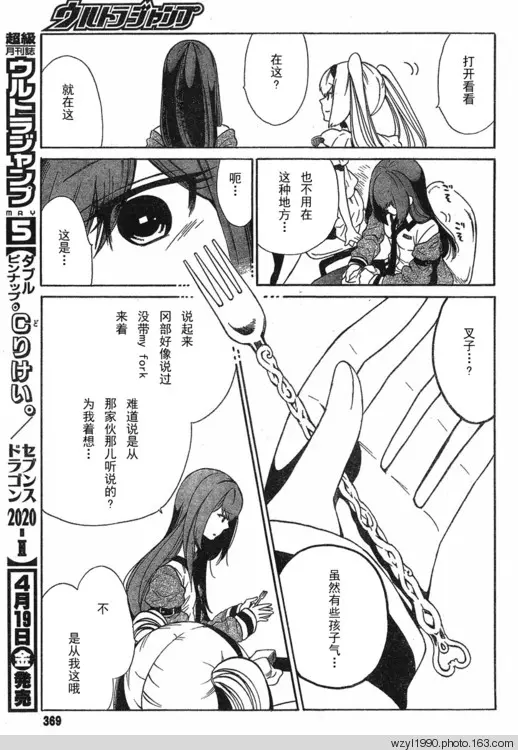 ウルトラジャンプ
超級
月刊誌
ウルトラジャンプ
MAY
5
【ダブル
ピンナップ。
どりけい。
／セブンス
ドラゴン
2020-Ⅱ】
4月19日金発売
打开看看
在这?
就在这
也不用在
这种地方…
呃…
这是…
叉子…?
说起来
冈部好像说过
没带my fork
来着
难道说是从
那家伙那儿听说的?
为我着想…
虽然有些孩子气…
不
是从我这哦
369
wzyl1990.photo.163.com